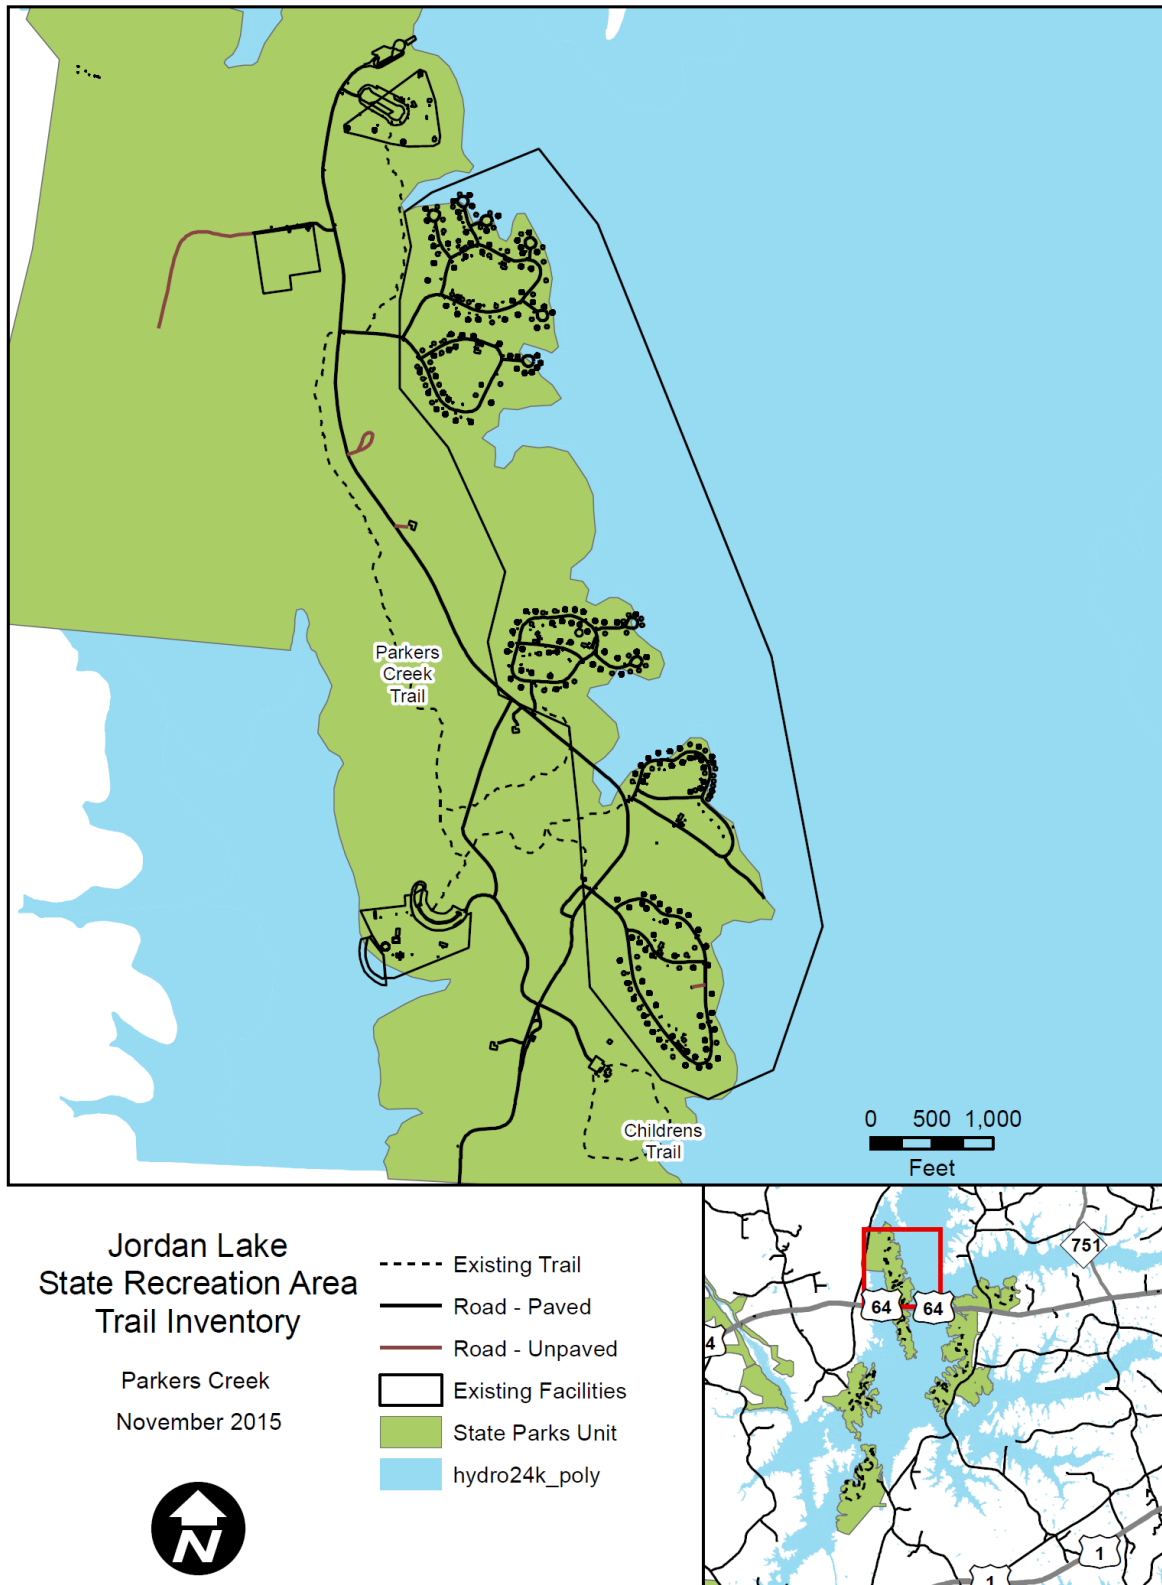 Parkers
Creek
Trail
Childrens
Trail
0 500 1,000
Feet
Jordan Lake
State Recreation Area
Trail Inventory
Parkers Creek
November 2015
N
Existing Trail
Road - Paved
Road - Unpaved
Existing Facilities
State Parks Unit
hydro24k_poly
751
64
64
4
1
1